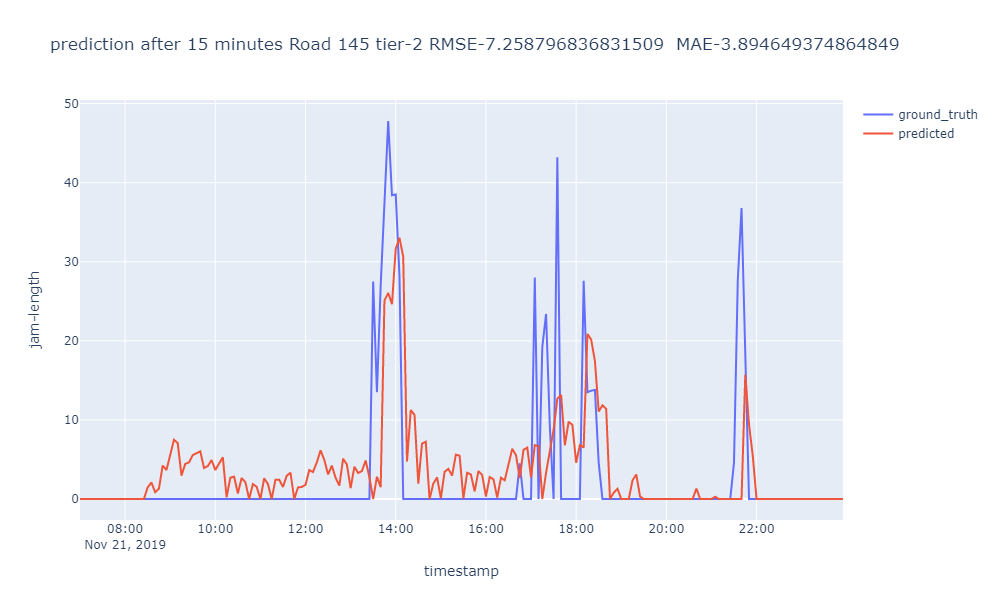 prediction after 15 minutes Road 145 tier-2 RMSE-7.258796836831509  MAE-3.894649374864849
ground_truth
predicted
jam-length
50
40
30
20
10
0
08:00 10:00 12:00 14:00 16:00 18:00 20:00 22:00
Nov 21, 2019
timestamp